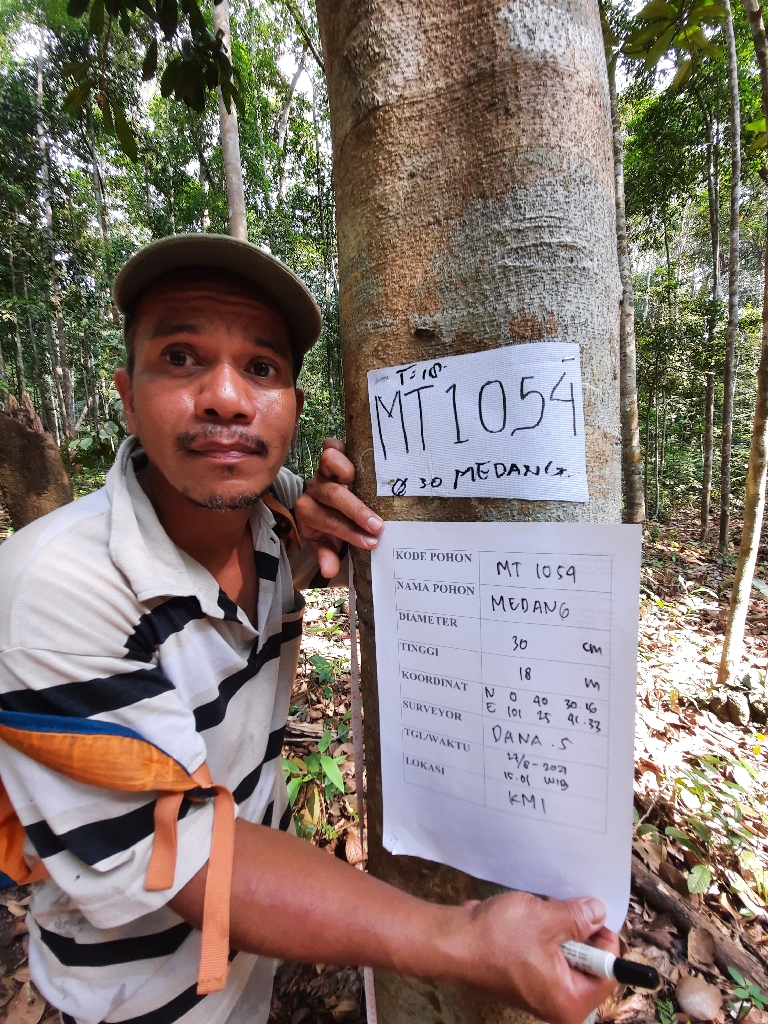 T=18.
MT 1054
Ø 30 MEDANG.
KODE POHON MT 1054
NAMA POHON MEDANG
DIAMETER 30 cm
TINGGI 18 m
KOORDINAT N 0 40 30.16
E 101 25 41.33
SURVEYOR DANA.S
TGL/WAKTU 27/8-2021
15.01 WIB
LOKASI KMI